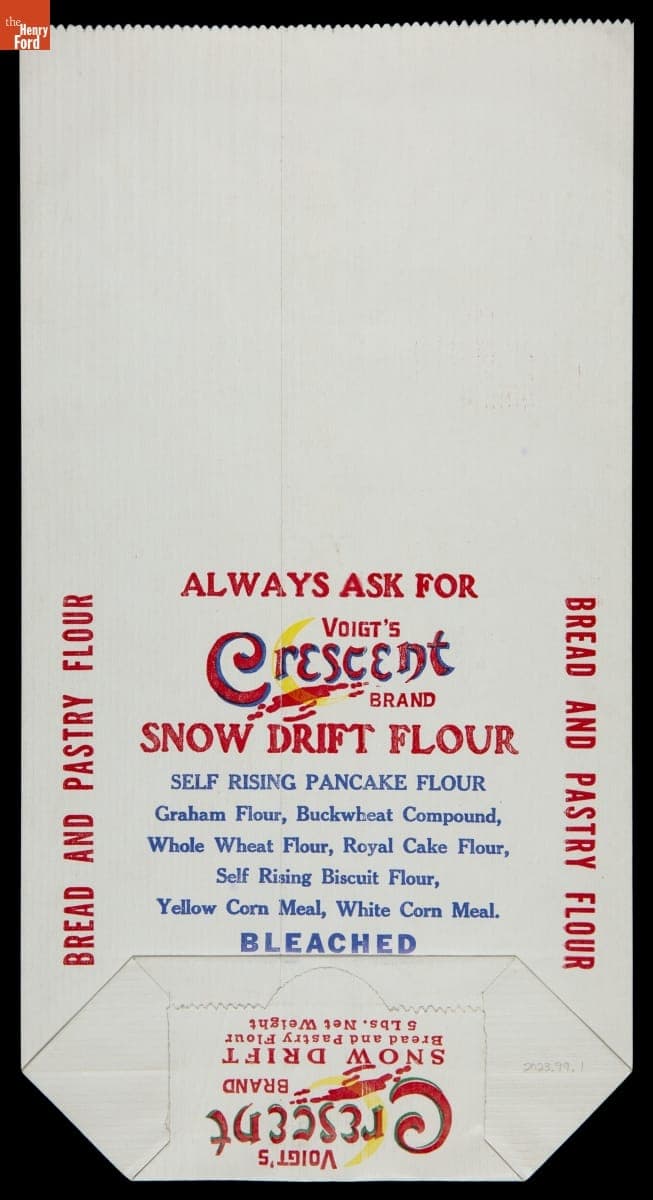 the
Henry
Ford
ALWAYS ASK FOR
VOIGT'S
Crescent
BRAND
SNOW DRIFT FLOUR
SELF RISING PANCAKE FLOUR
Graham Flour, Buckwheat Compound,
Whole Wheat Flour, Royal Cake Flour,
Self Rising Biscuit Flour,
Yellow Corn Meal, White Corn Meal.
BLEACHED
BREAD AND PASTRY FLOUR
BREAD AND PASTRY FLOUR
VOIGT'S
Crescent
BRAND
SNOW DRIFT
Bread and Pastry Flour
5 Lbs. Net Weight
2023.99.1